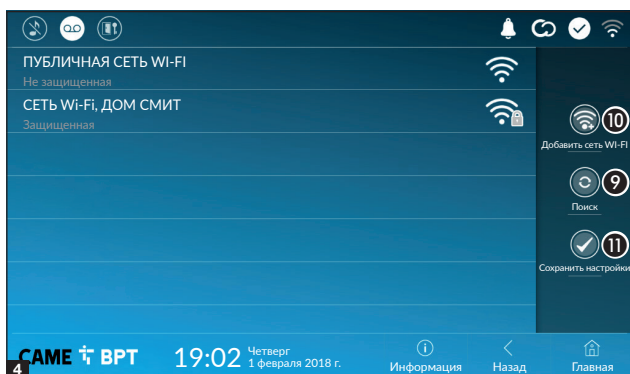 ПУБЛИЧНАЯ СЕТЬ WI-FI
Не защищенная
СЕТЬ Wi-Fi, ДОМ СМИТ
Защищенная
10
Добавить сеть WI-FI
9
Поиск
11
Сохранить настройки
4
CAME BPT
19:02
Четверг
1 февраля 2018 г.
Информация
Назад
Главная